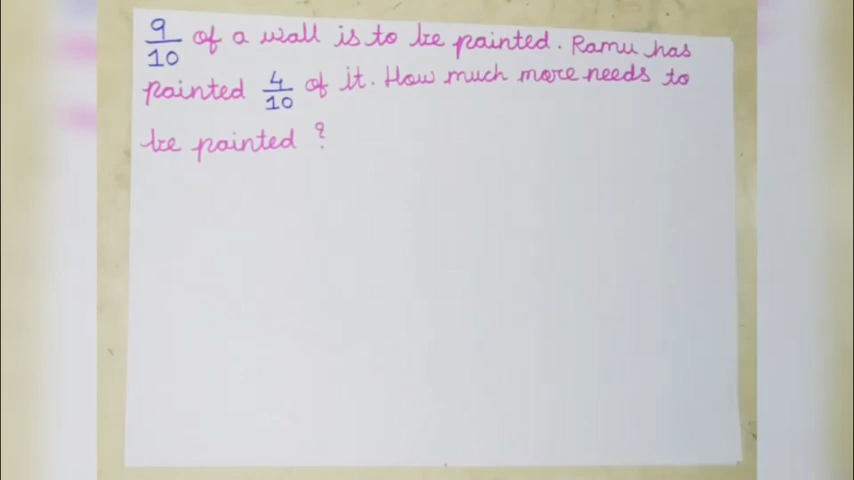 9/10 of a wall is to be painted. Ramu has
painted 4/10 of it. How much more needs to
be painted ?